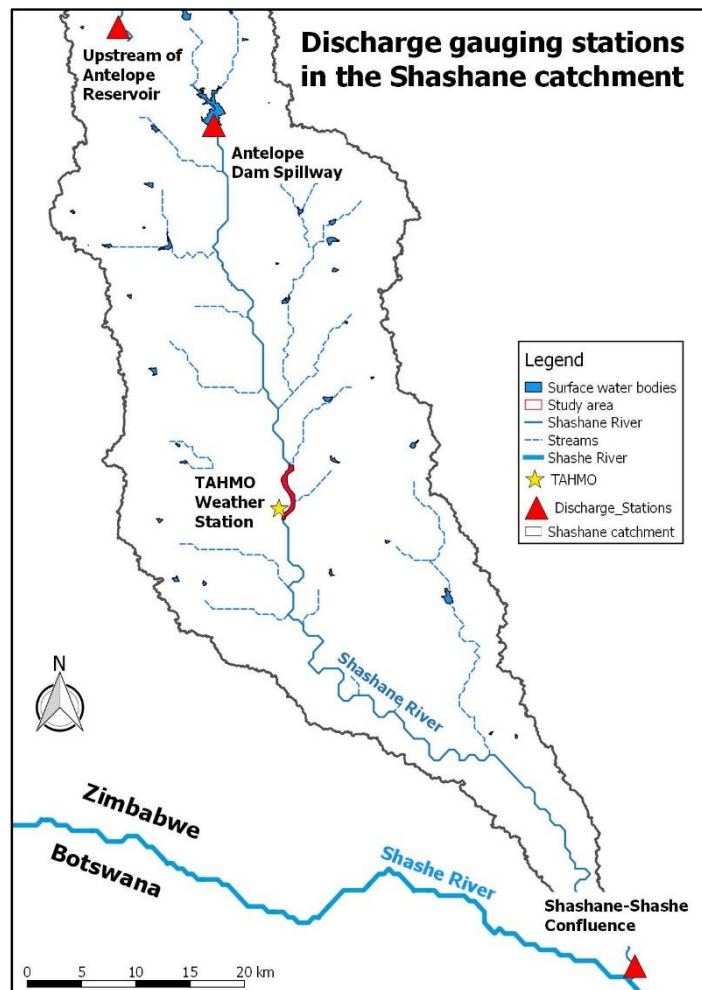 Discharge gauging stations
in the Shashane catchment
Upstream of
Antelope
Reservoir
Antelope
Dam Spillway
Legend
Surface water bodies
Study area
Shashane River
Streams
Shashe River
TAHMO
Discharge_Stations
Shashane catchment
TAHMO
Weather
Station
N
Shashane River
Zimbabwe
Botswana
Shashe River
Shashane-Shashe
Confluence
0 5 10 15 20 km